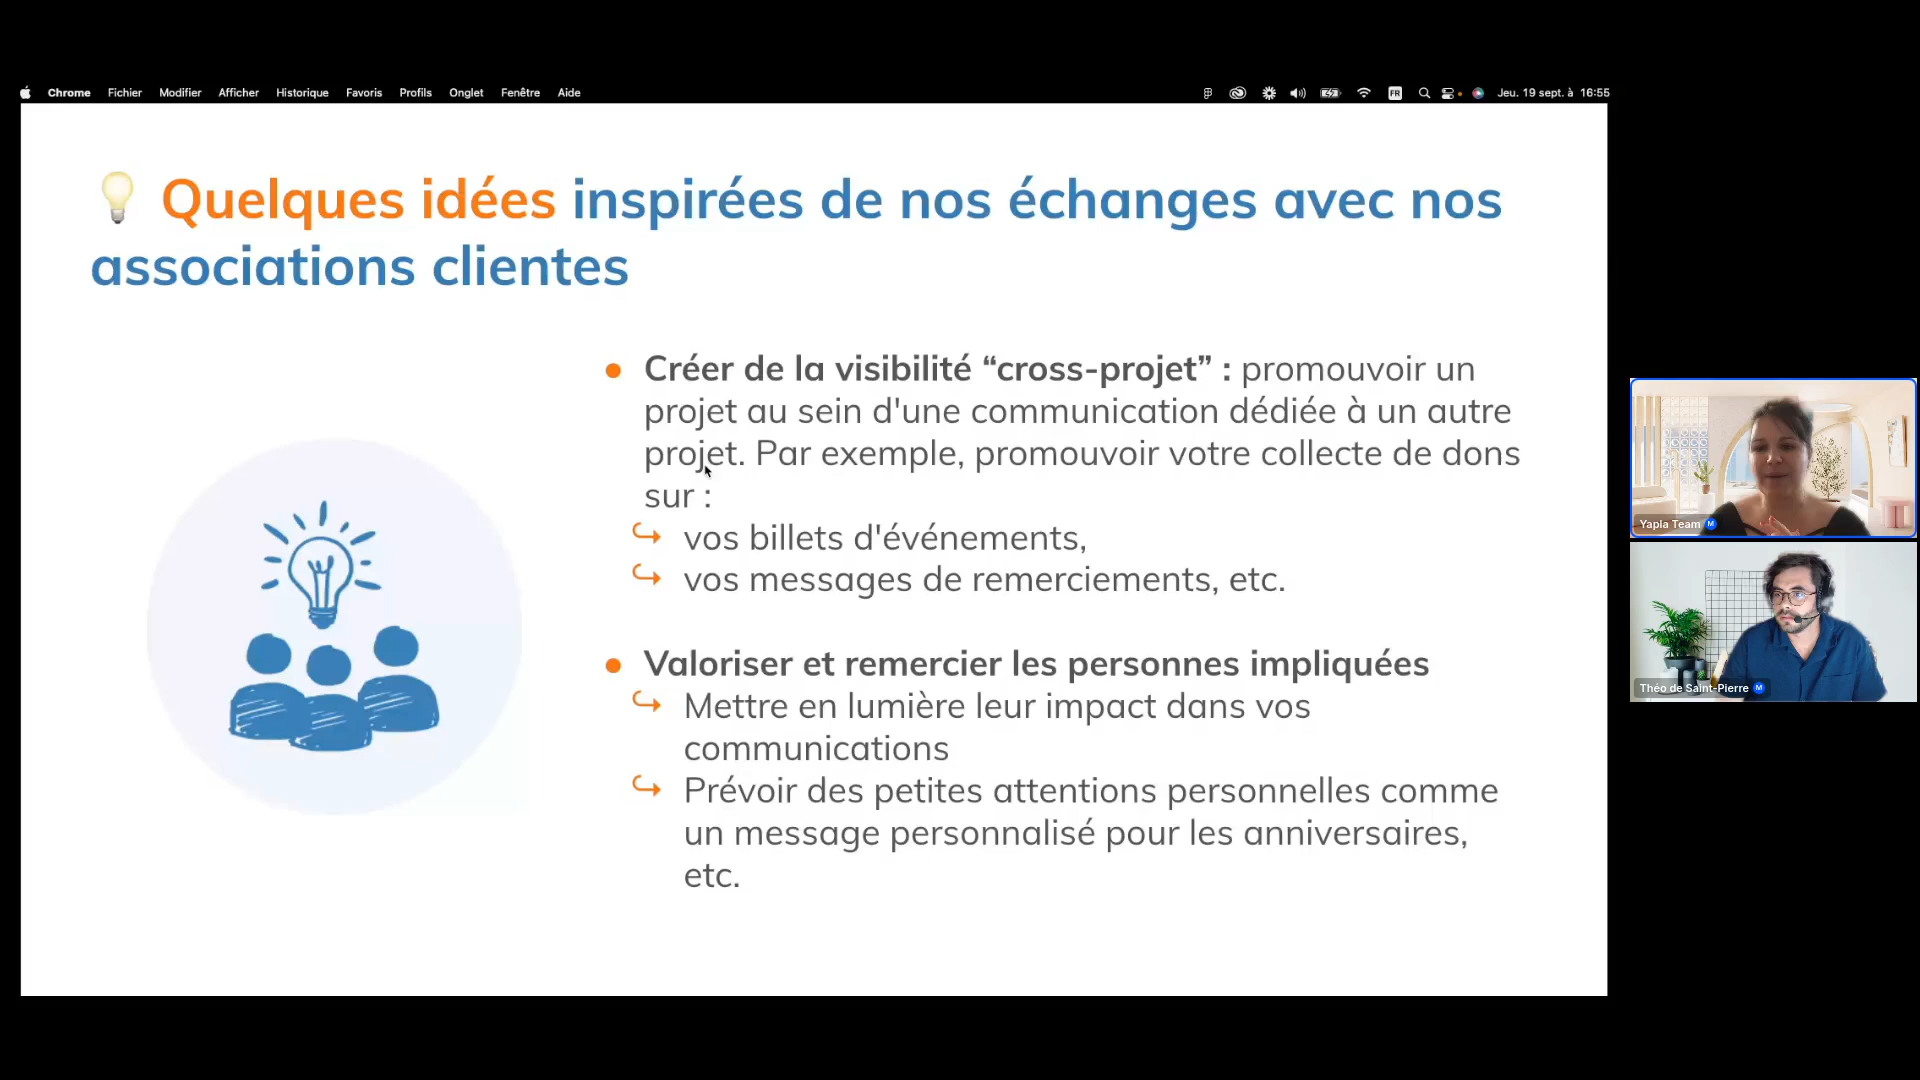 Chrome Fichier Modifier Afficher Historique Favoris Profils Onglet Fenêtre Aide FR Jeu. 19 sept. à 16:55
Quelques idées inspirées de nos échanges avec nos
associations clientes
● Créer de la visibilité “cross-projet” : promouvoir un
projet au sein d'une communication dédiée à un autre
projet. Par exemple, promouvoir votre collecte de dons
sur :
↪ vos billets d'événements,
↪ vos messages de remerciements, etc.
● Valoriser et remercier les personnes impliquées
↪ Mettre en lumière leur impact dans vos
communications
↪ Prévoir des petites attentions personnelles comme
un message personnalisé pour les anniversaires,
etc.
Yapla Team M
Théo de Saint-Pierre M